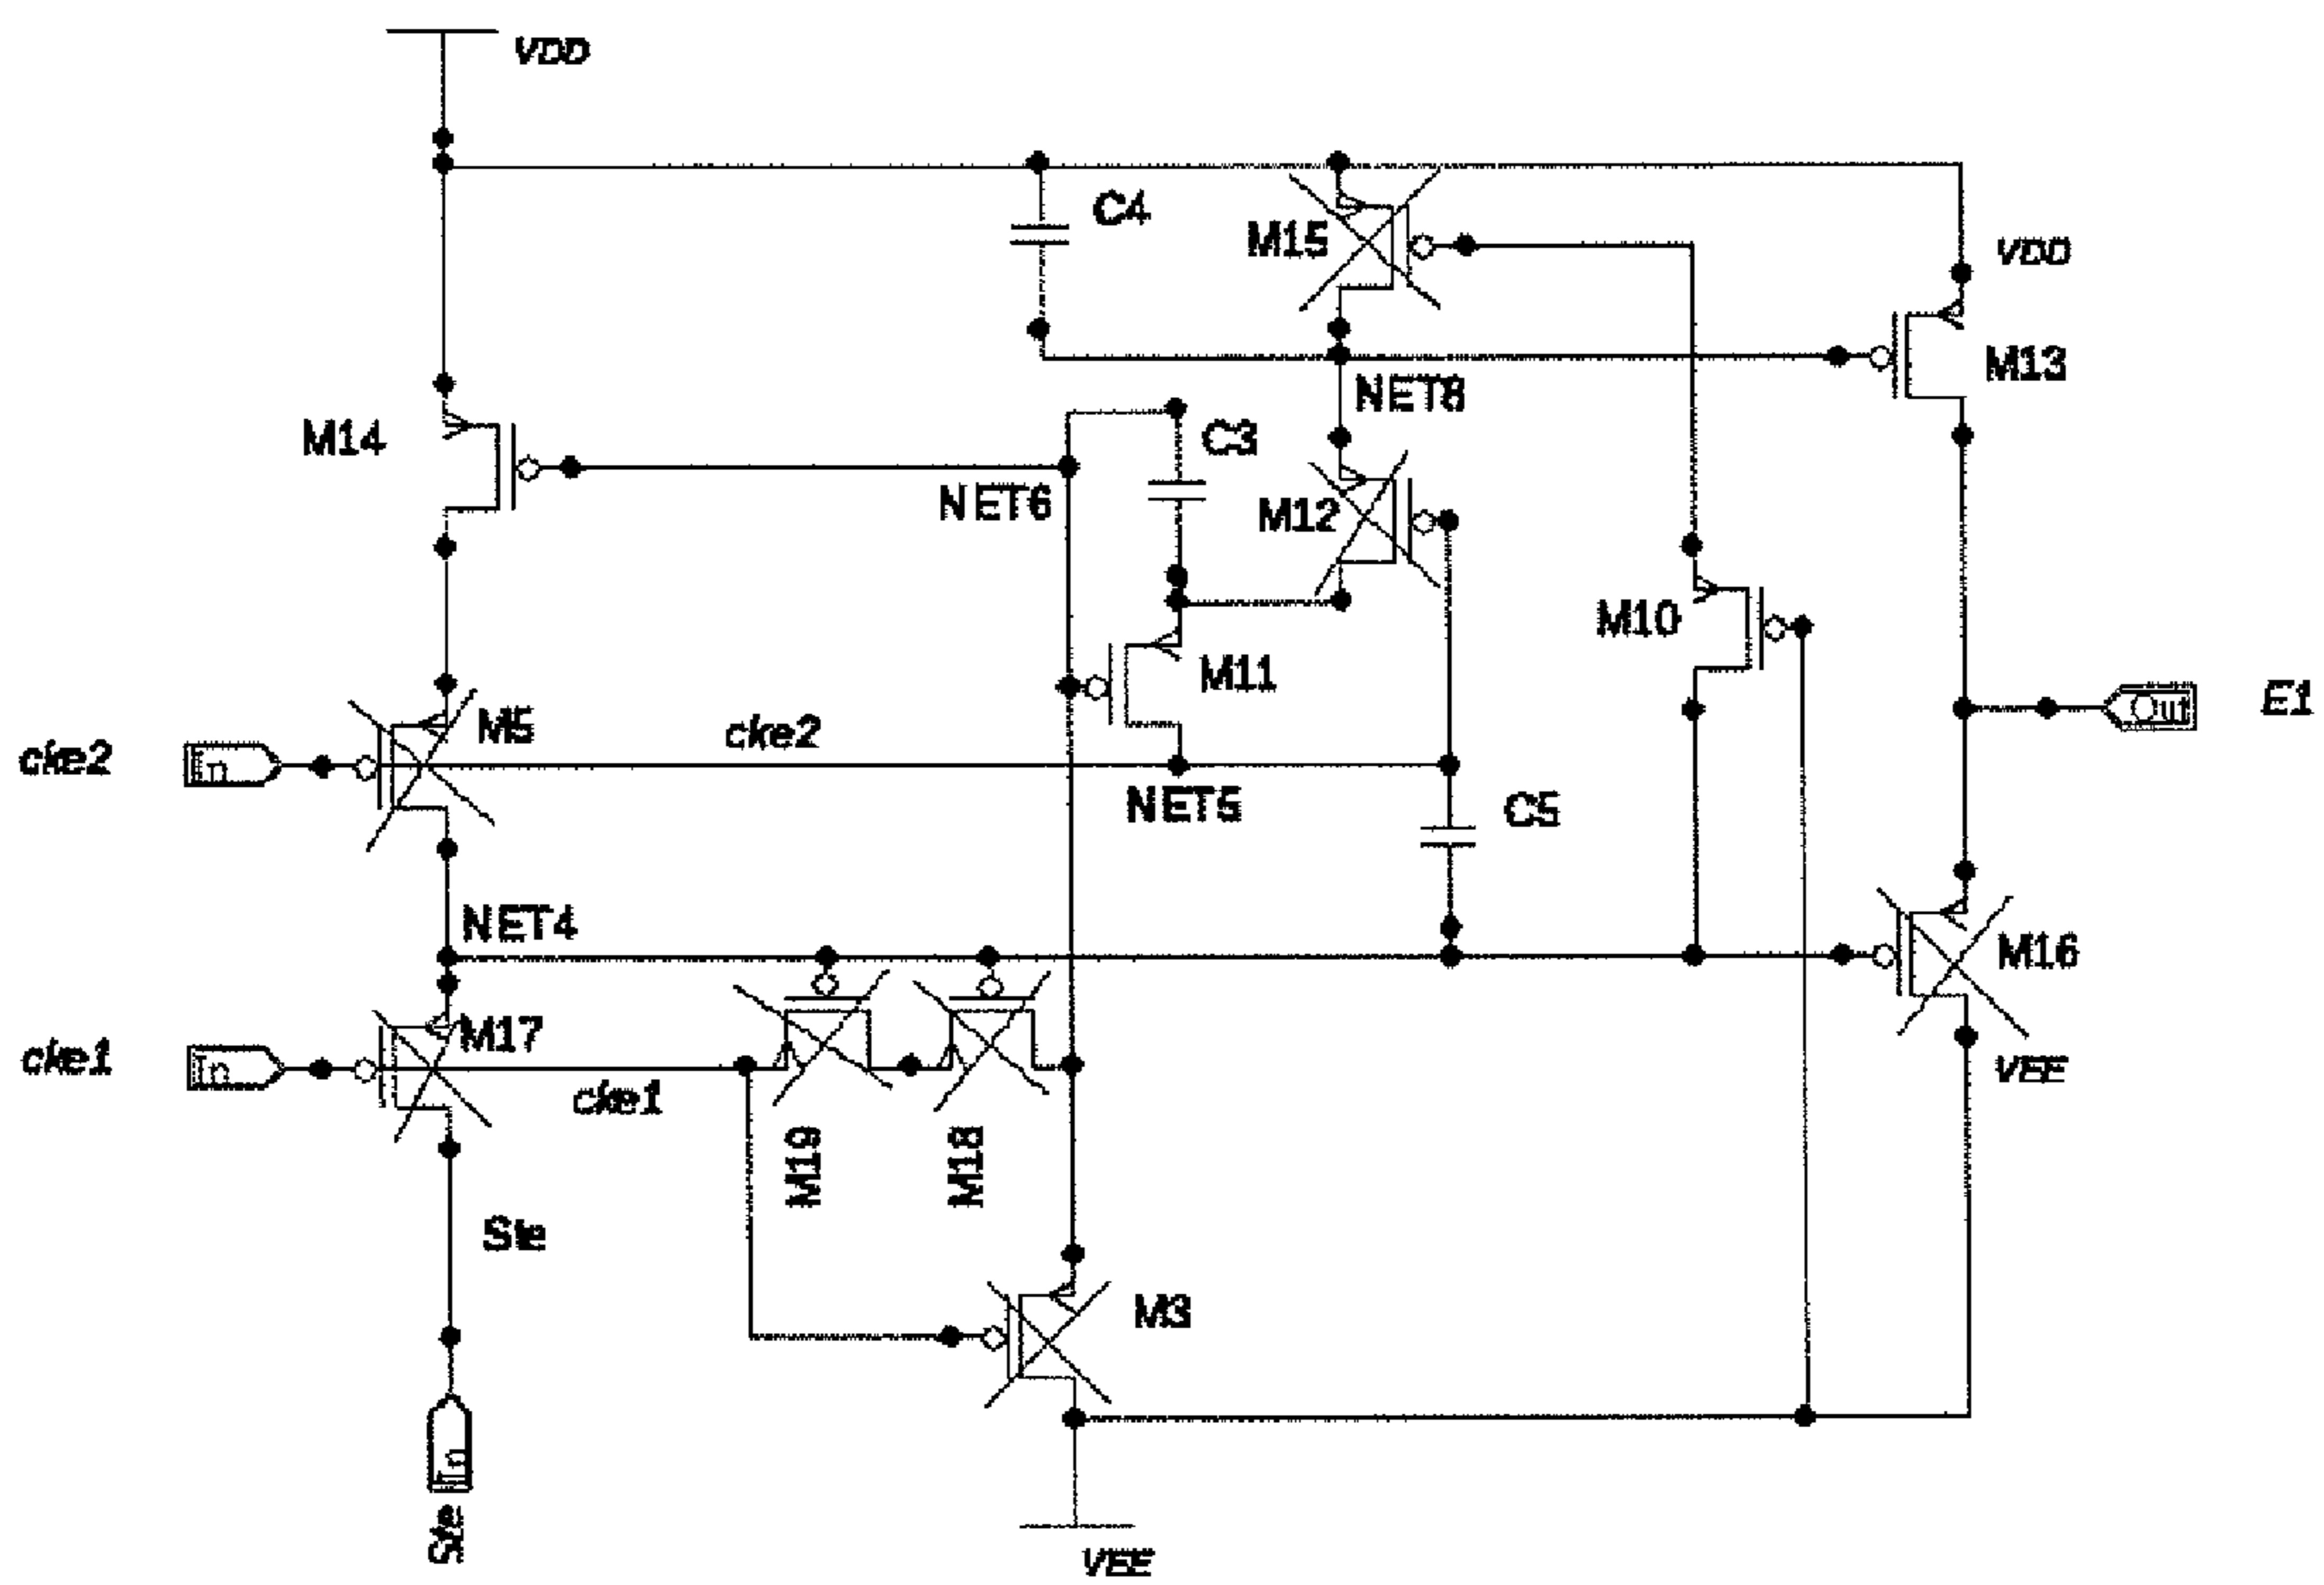 VDD
C4
M15
VDD
M13
NET8
M14
C3
NET6
M12
M10
M11
E1
Out
M5
cke2
cke2
In
NET5
C5
NET4
M16
M17
cke1
In
VEE
cke1
M19
M18
Ste
M3
In
Ste
VEE